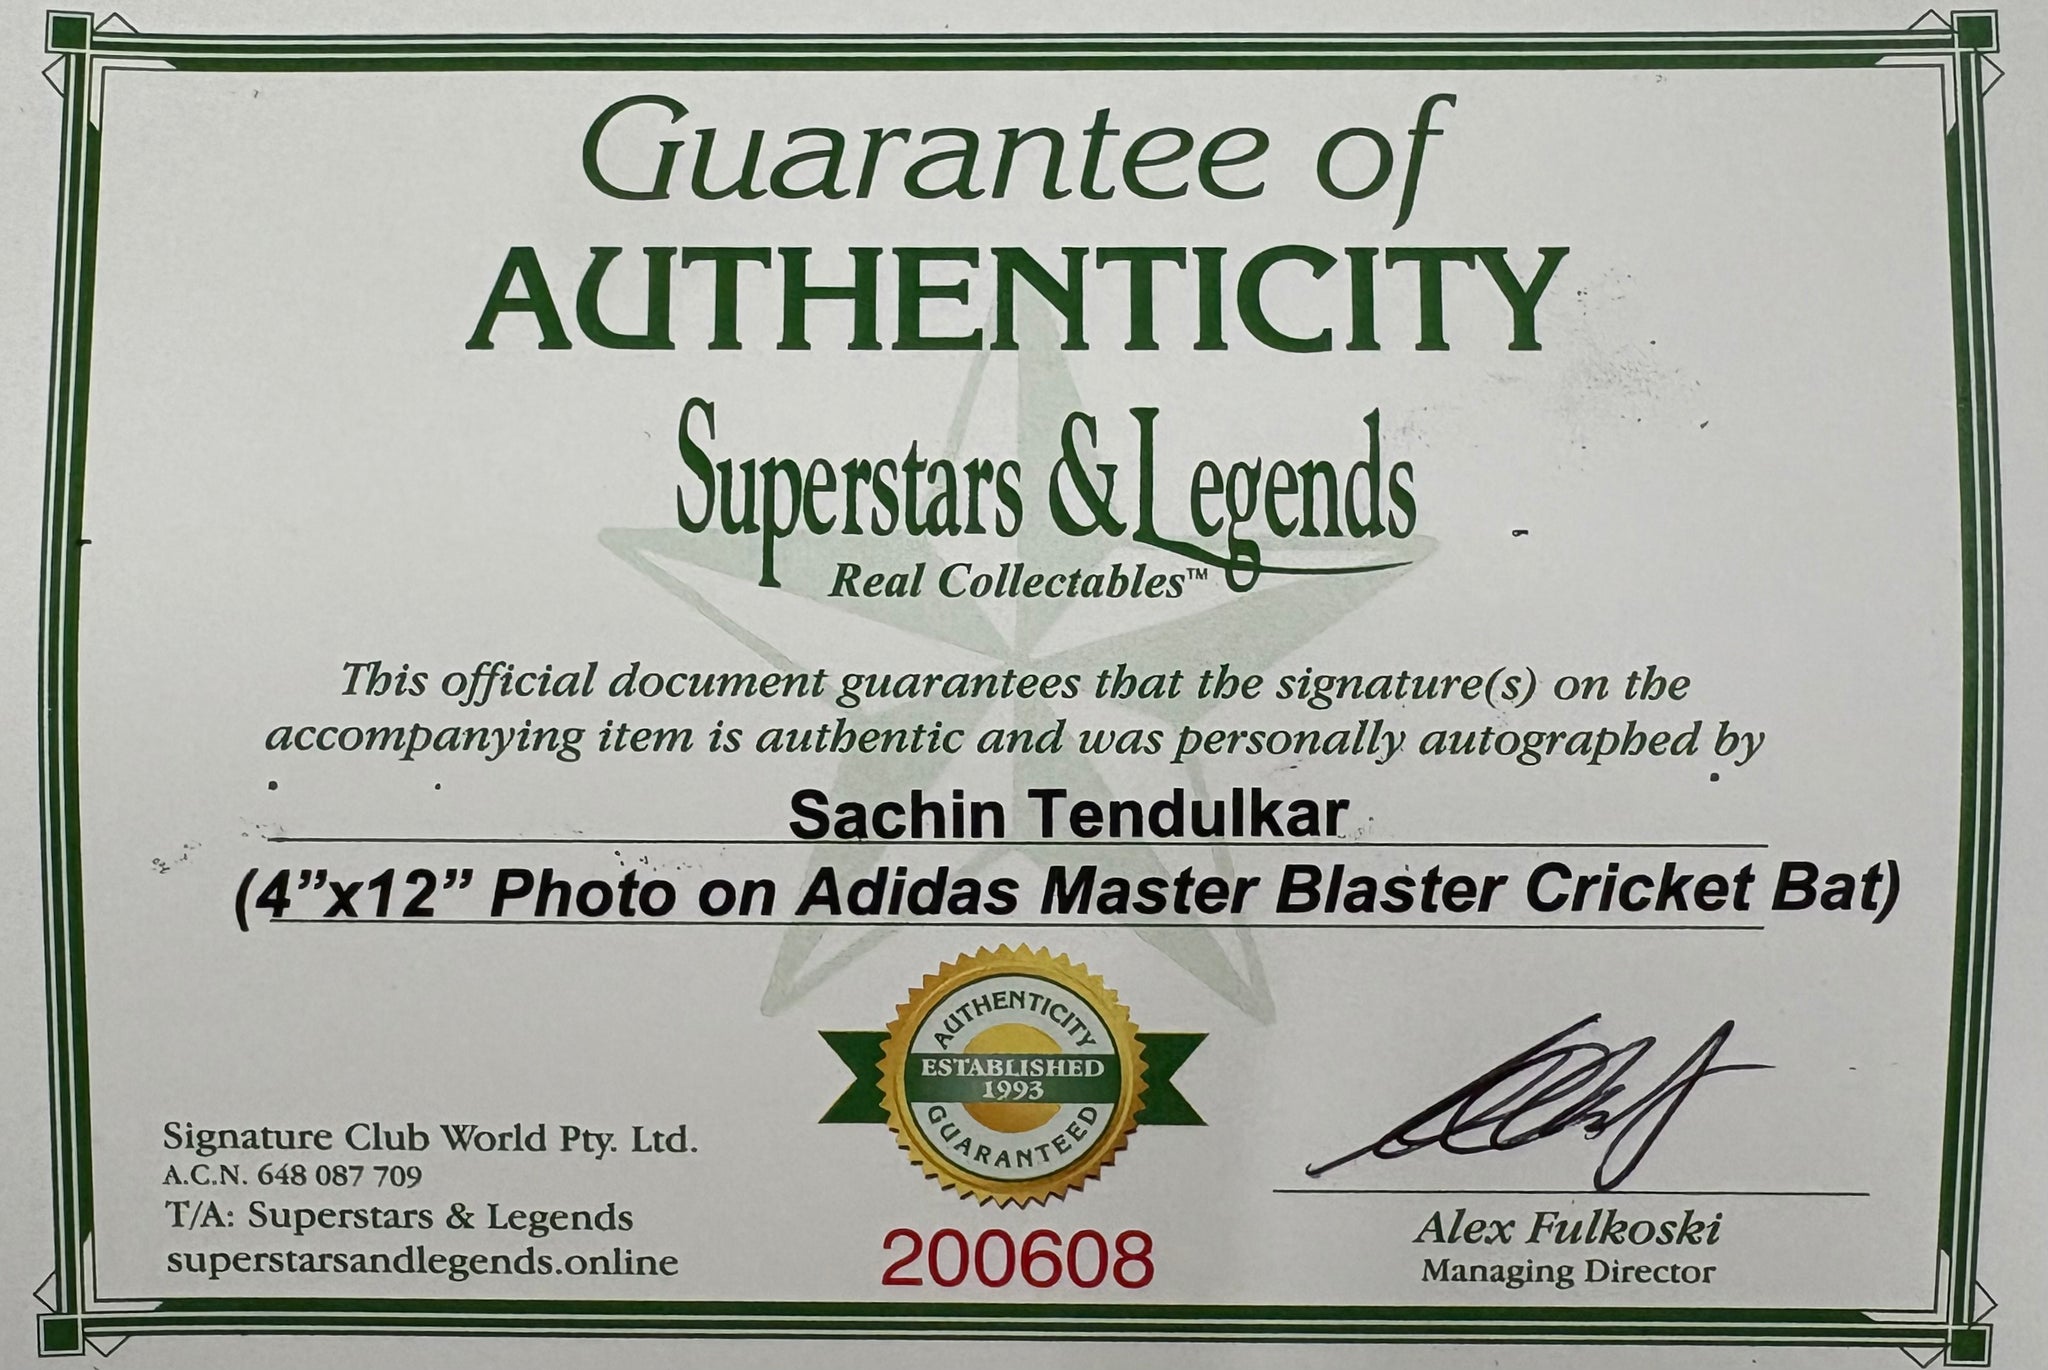 Guarantee of
AUTHENTICITY
Superstars & Legends
Real Collectables™
This official document guarantees that the signature(s) on the
accompanying item is authentic and was personally autographed by
Sachin Tendulkar
(4”x12” Photo on Adidas Master Blaster Cricket Bat)
AUTHENTICITY
ESTABLISHED
1993
GUARANTEED
Signature Club World Pty. Ltd.
A.C.N. 648 087 709
T/A: Superstars & Legends
superstarsandlegends.online
200608
Alex Fulkoski
Managing Director